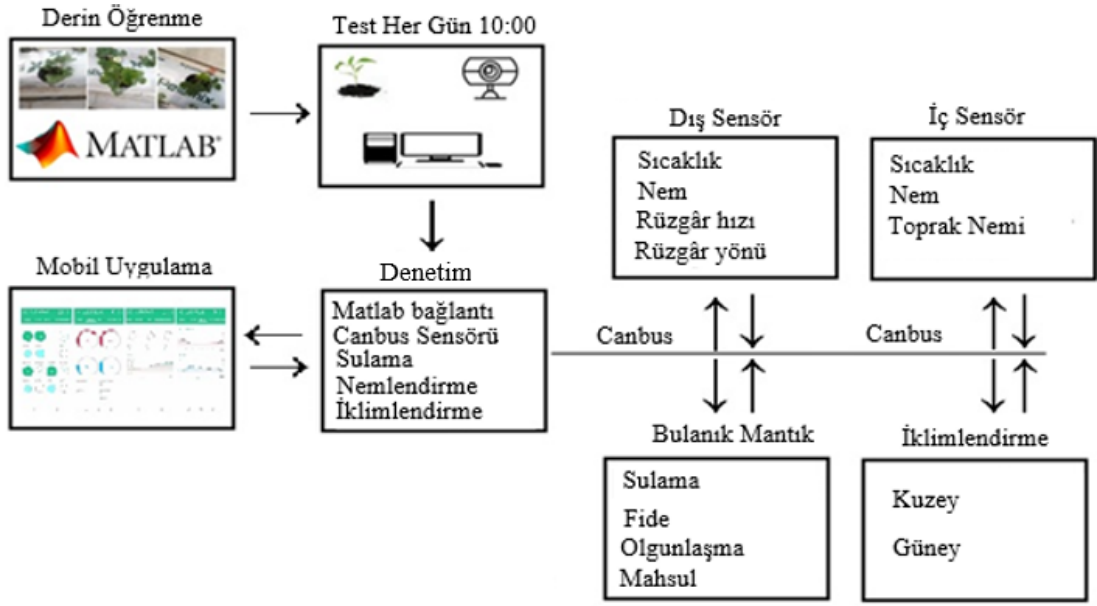 Derin Öğrenme
MATLAB®
Test Her Gün 10:00
Dış Sensör
Sıcaklık
Nem
Rüzgâr hızı
Rüzgâr yönü
İç Sensör
Sıcaklık
Nem
Toprak Nemi
Mobil Uygulama
Denetim
Matlab bağlantı
Canbus Sensörü
Sulama
Nemlendirme
İklimlendirme
Canbus
Canbus
Bulanık Mantık
Sulama
Fide
Olgunlaşma
Mahsul
İklimlendirme
Kuzey
Güney